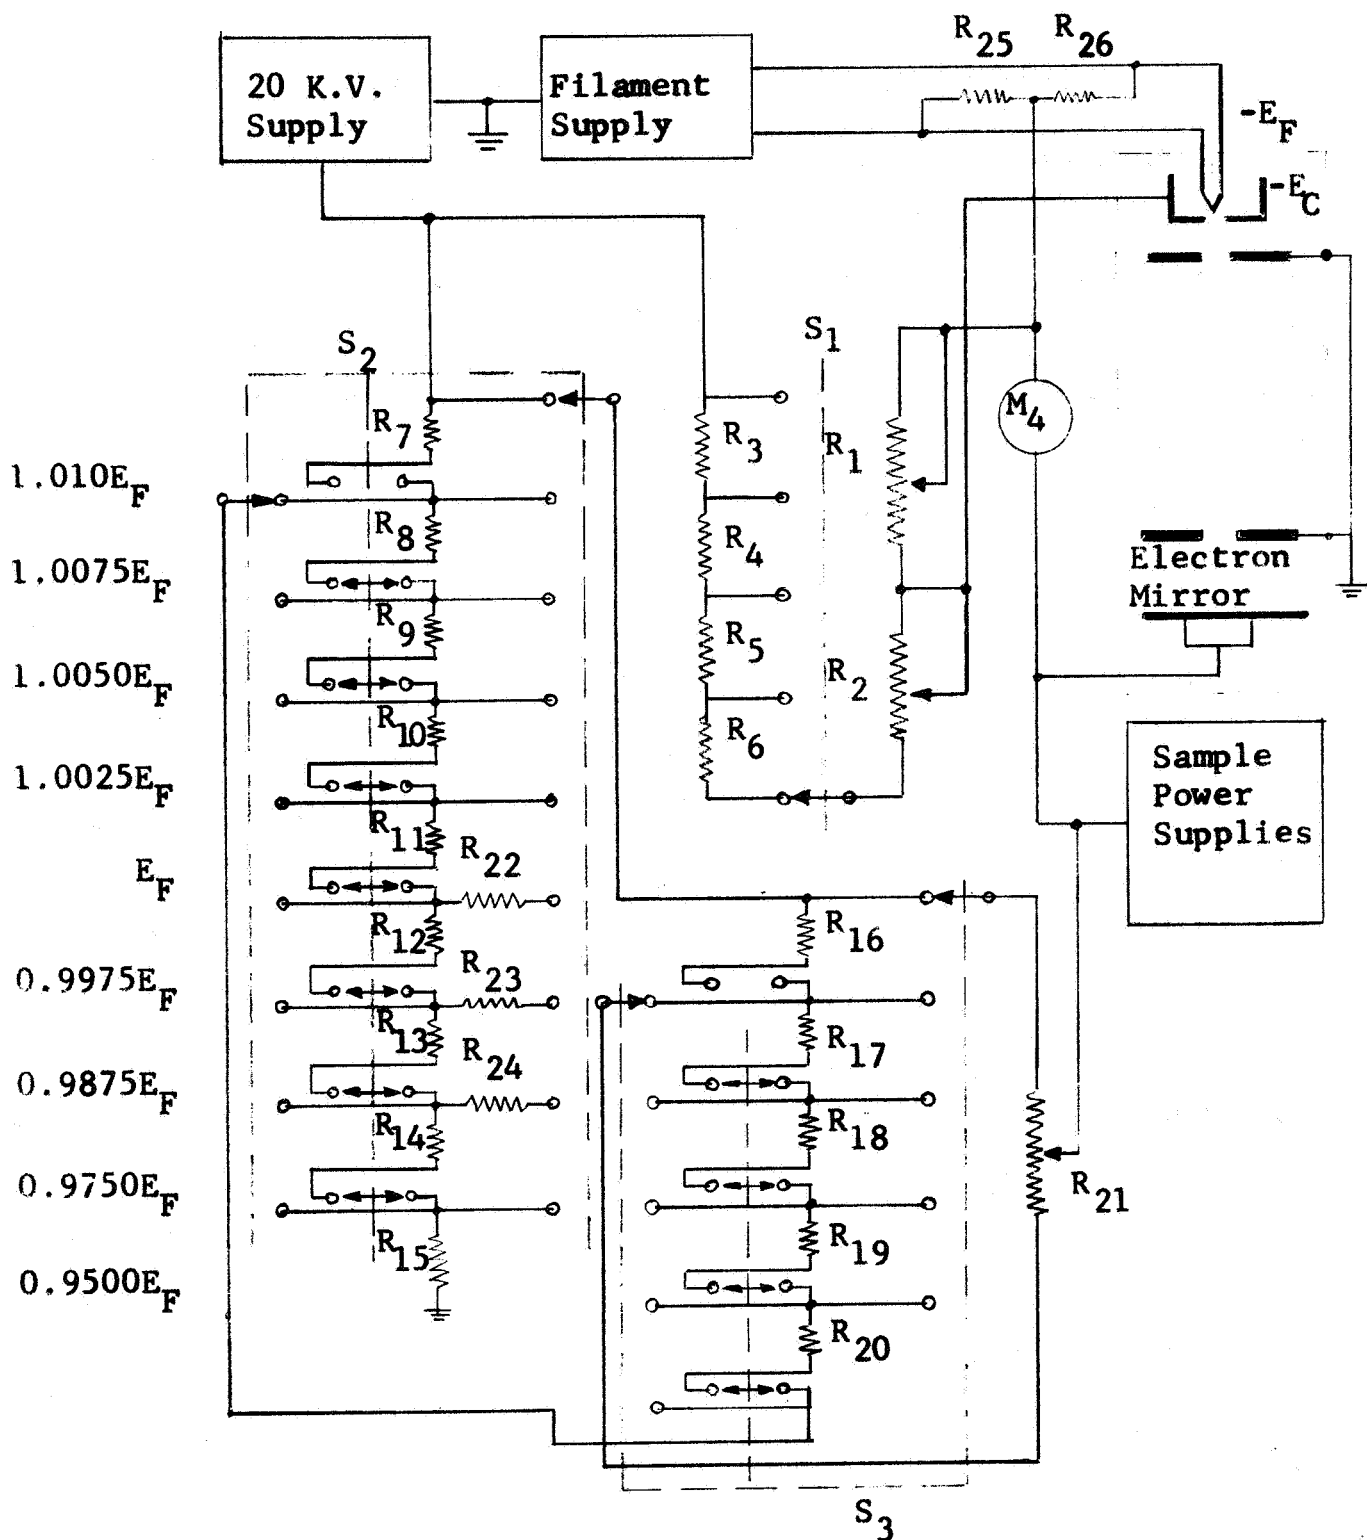 R25 R26
20 K.V.
Supply
Filament
Supply
-EF
-EC
S2
S1
R7
R3
R1
M4
1.010EF
R8
R4
1.0075EF
Electron
Mirror
R9
R5
R2
1.0050EF
R10
R6
1.0025EF
Sample
Power
Supplies
R11
R22
EF
R12
R16
R23
0.9975EF
R13
R17
R24
0.9875EF
R14
R18
0.9750EF
R21
R15
R19
0.9500EF
R20
S3